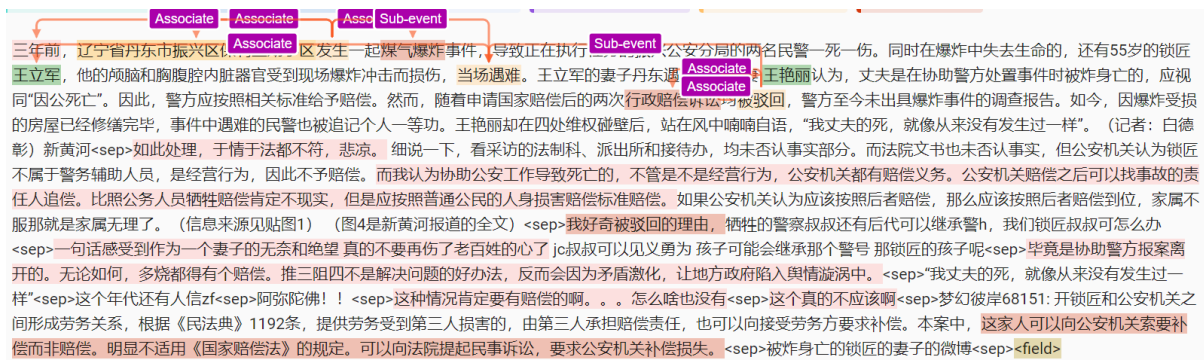 Associate Associate Asso Sub-event
三年前，辽宁省丹东市振兴区 区发生一起煤气爆炸事件，导致正在执行 公安分局的两名民警一死一伤。同时在爆炸中失去生命的，还有55岁的锁匠
Associate Sub-event
王立军，他的颅脑和胸腹腔内脏器官受到现场爆炸冲击而损伤，当场遇难。王立军的妻子丹东 王艳丽认为，丈夫是在协助警方处置事件时被炸身亡的，应视
Associate
Associate
同“因公死亡”。因此，警方应按照相关标准给予赔偿。然而，随着申请国家赔偿后的两次行政赔偿诉讼均被驳回，警方至今未出具爆炸事件的调查报告。如今，因爆炸受损
的房屋已经修缮完毕，事件中遇难的民警也被追记个人一等功。王艳丽却在四处维权碰壁后，站在风中喃喃自语，“我丈夫的死，就像从来没有发生过一样”。（记者：白德
彰）新黄河<sep>如此处理，于情于法都不符，悲凉。 细说一下，看采访的法制科、派出所和接待办，均未否认事实部分。而法院文书也未否认事实，但公安机关认为锁匠
不属于警务辅助人员，是经营行为，因此不予赔偿。而我认为协助公安工作导致死亡的，不管是不是经营行为，公安机关都有赔偿义务。公安机关赔偿之后可以找事故的责
任人追偿。比照公务人员牺牲赔偿肯定不现实，但是应按照普通公民的人身损害赔偿标准赔偿。如果公安机关认为应该按照后者赔偿，那么应该按照后者赔偿到位，家属不
服那就是家属无理了。（信息来源见贴图1）（图4是新黄河报道的全文）<sep>我好奇被驳回的理由，牺牲的警察叔叔还有后代可以继承警h，我们锁匠叔叔可怎么办
<sep>一句话感受到作为一个妻子的无奈和绝望 真的不要再伤了老百姓的心了 jc叔叔可以见义勇为 孩子可能会继承那个警号 那锁匠的孩子呢<sep>毕竟是协助警方报案离
开的。无论如何，多烧都得有个赔偿。推三阻四不是解决问题的好办法，反而会因为矛盾激化，让地方政府陷入舆情漩涡中。<sep>“我丈夫的死，就像从来没有发生过一
样”<sep>这个年代还有人信zf<sep>阿弥陀佛！！<sep>这种情况肯定要有赔偿的啊。。。怎么啥也没有<sep>这个真的不应该啊<sep>梦幻彼岸68151: 开锁匠和公安机关之
间形成劳务关系，根据《民法典》1192条，提供劳务受到第三人损害的，由第三人承担赔偿责任，也可以向接受劳务方要求补偿。本案中，这家人可以向公安机关索要补
偿而非赔偿。明显不适用《国家赔偿法》的规定。可以向法院提起民事诉讼，要求公安机关补偿损失。<sep>被炸身亡的锁匠的妻子的微博<sep><field>